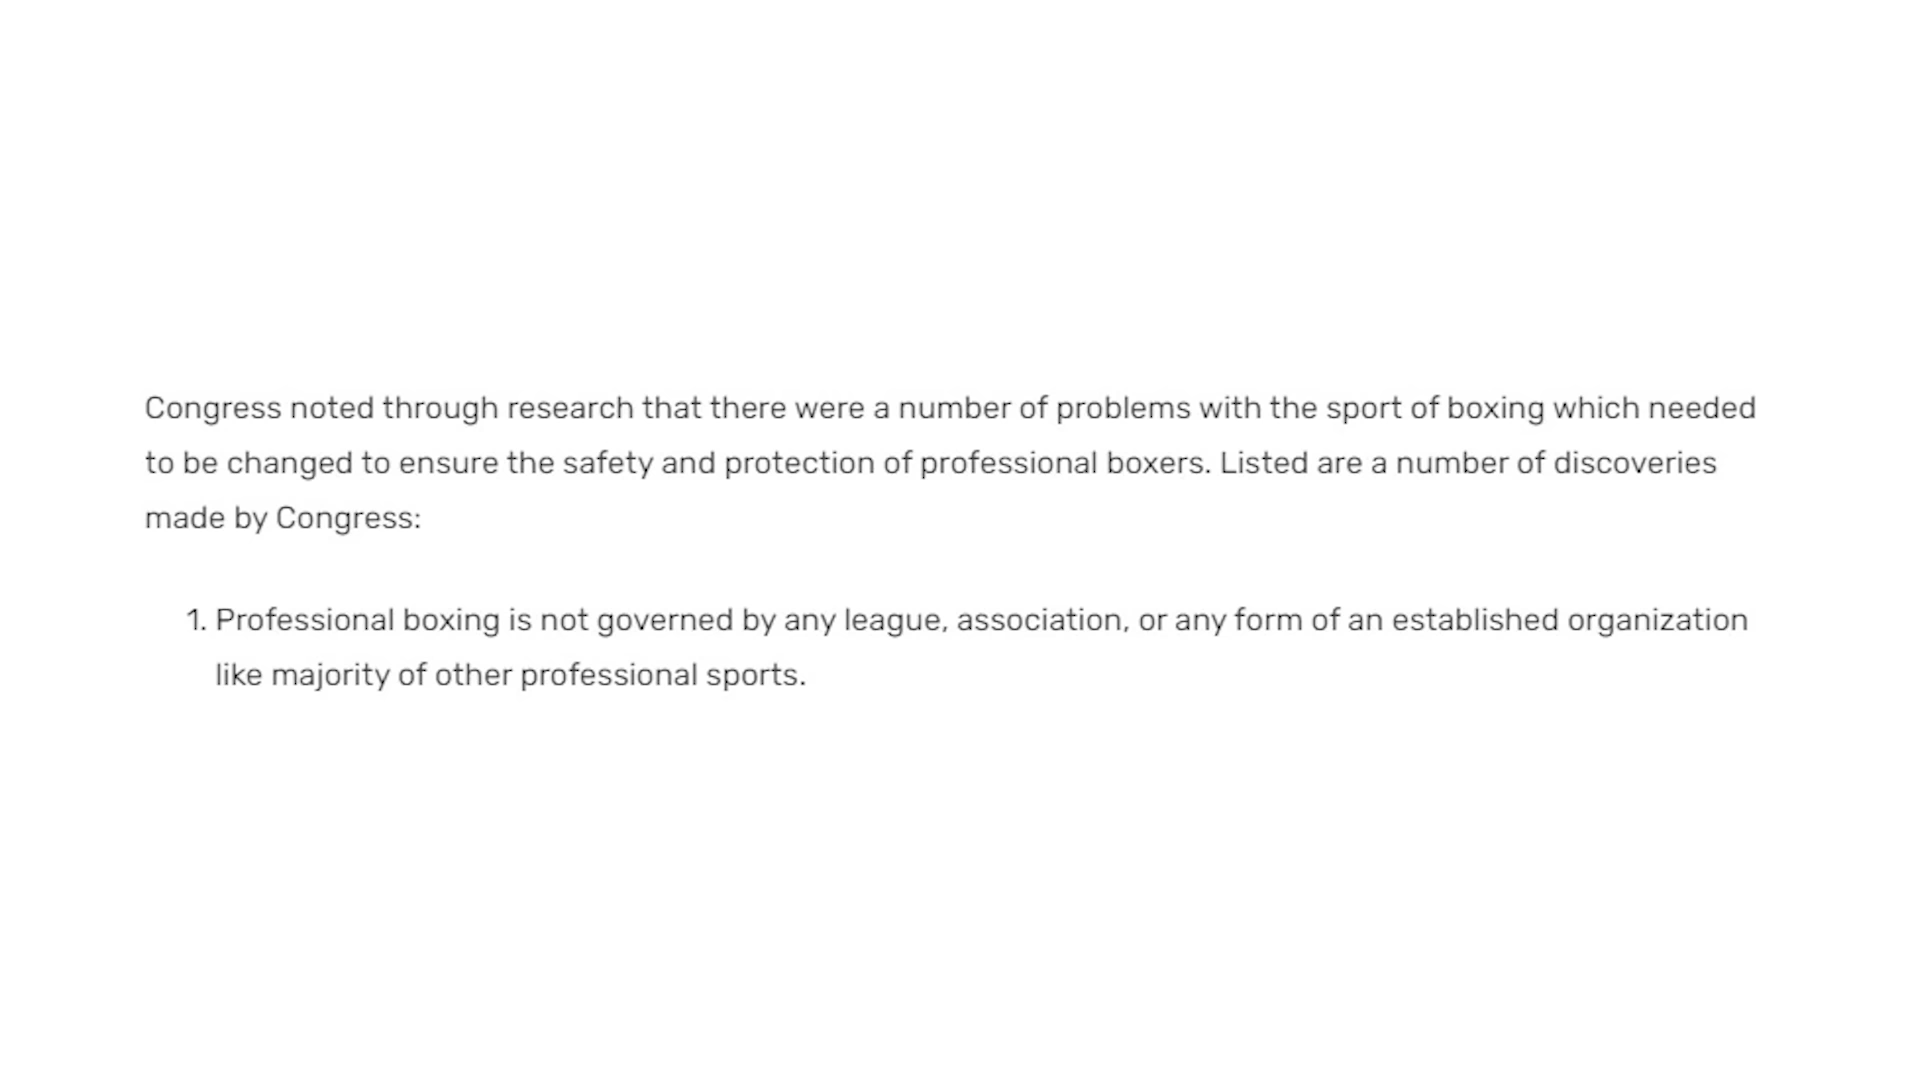 Congress noted through research that there were a number of problems with the sport of boxing which needed
to be changed to ensure the safety and protection of professional boxers. Listed are a number of discoveries
made by Congress:
1. Professional boxing is not governed by any league, association, or any form of an established organization
like majority of other professional sports.